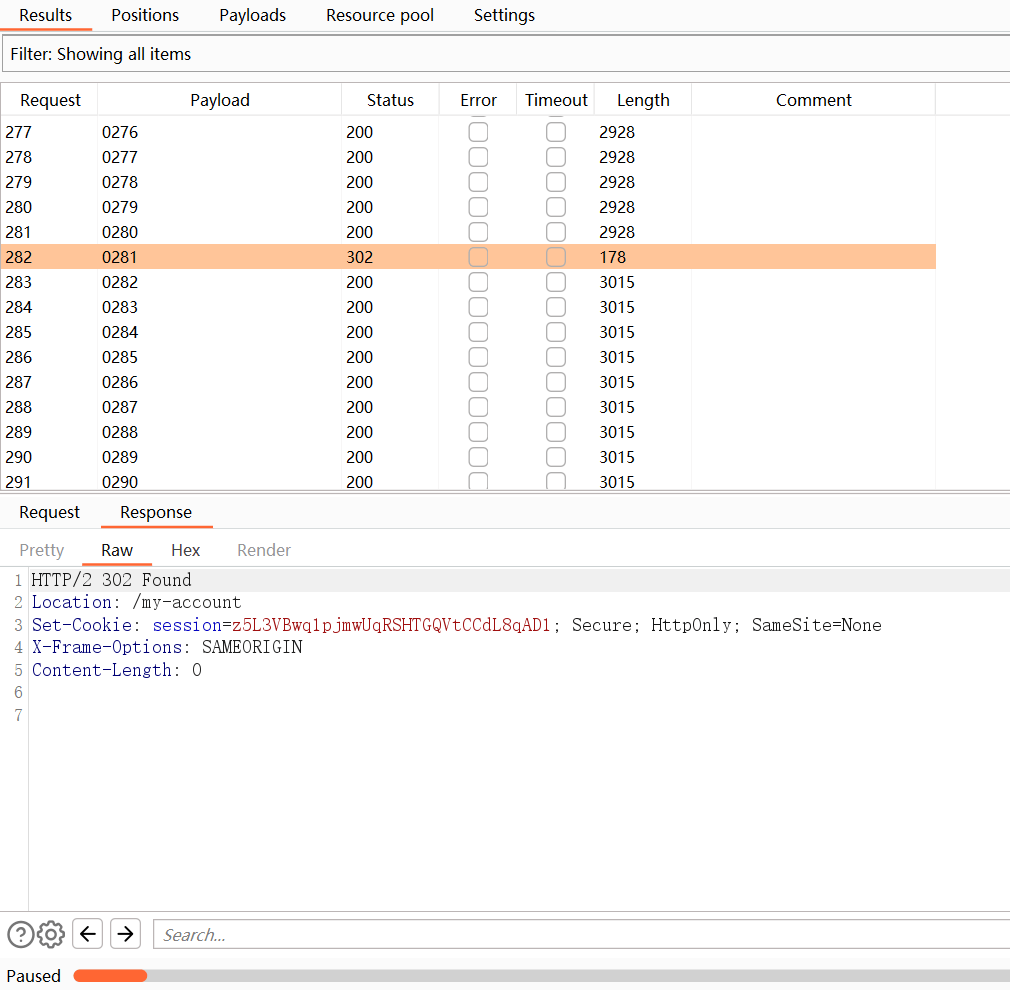 Results Positions Payloads Resource pool Settings
Filter: Showing all items
Request Payload Status Error Timeout Length Comment
277 0276 200 2928
278 0277 200 2928
279 0278 200 2928
280 0279 200 2928
281 0280 200 2928
282 0281 302 178
283 0282 200 3015
284 0283 200 3015
285 0284 200 3015
286 0285 200 3015
287 0286 200 3015
288 0287 200 3015
289 0288 200 3015
290 0289 200 3015
291 0290 200 3015
Request Response
Pretty Raw Hex Render
1 HTTP/2 302 Found
2 Location: /my-account
3 Set-Cookie: session=z5L3VBwq1pjmwUqRSHTGQVtCCdL8qAD1; Secure; HttpOnly; SameSite=None
4 X-Frame-Options: SAMEORIGIN
5 Content-Length: 0
6
7
? Search...
Paused